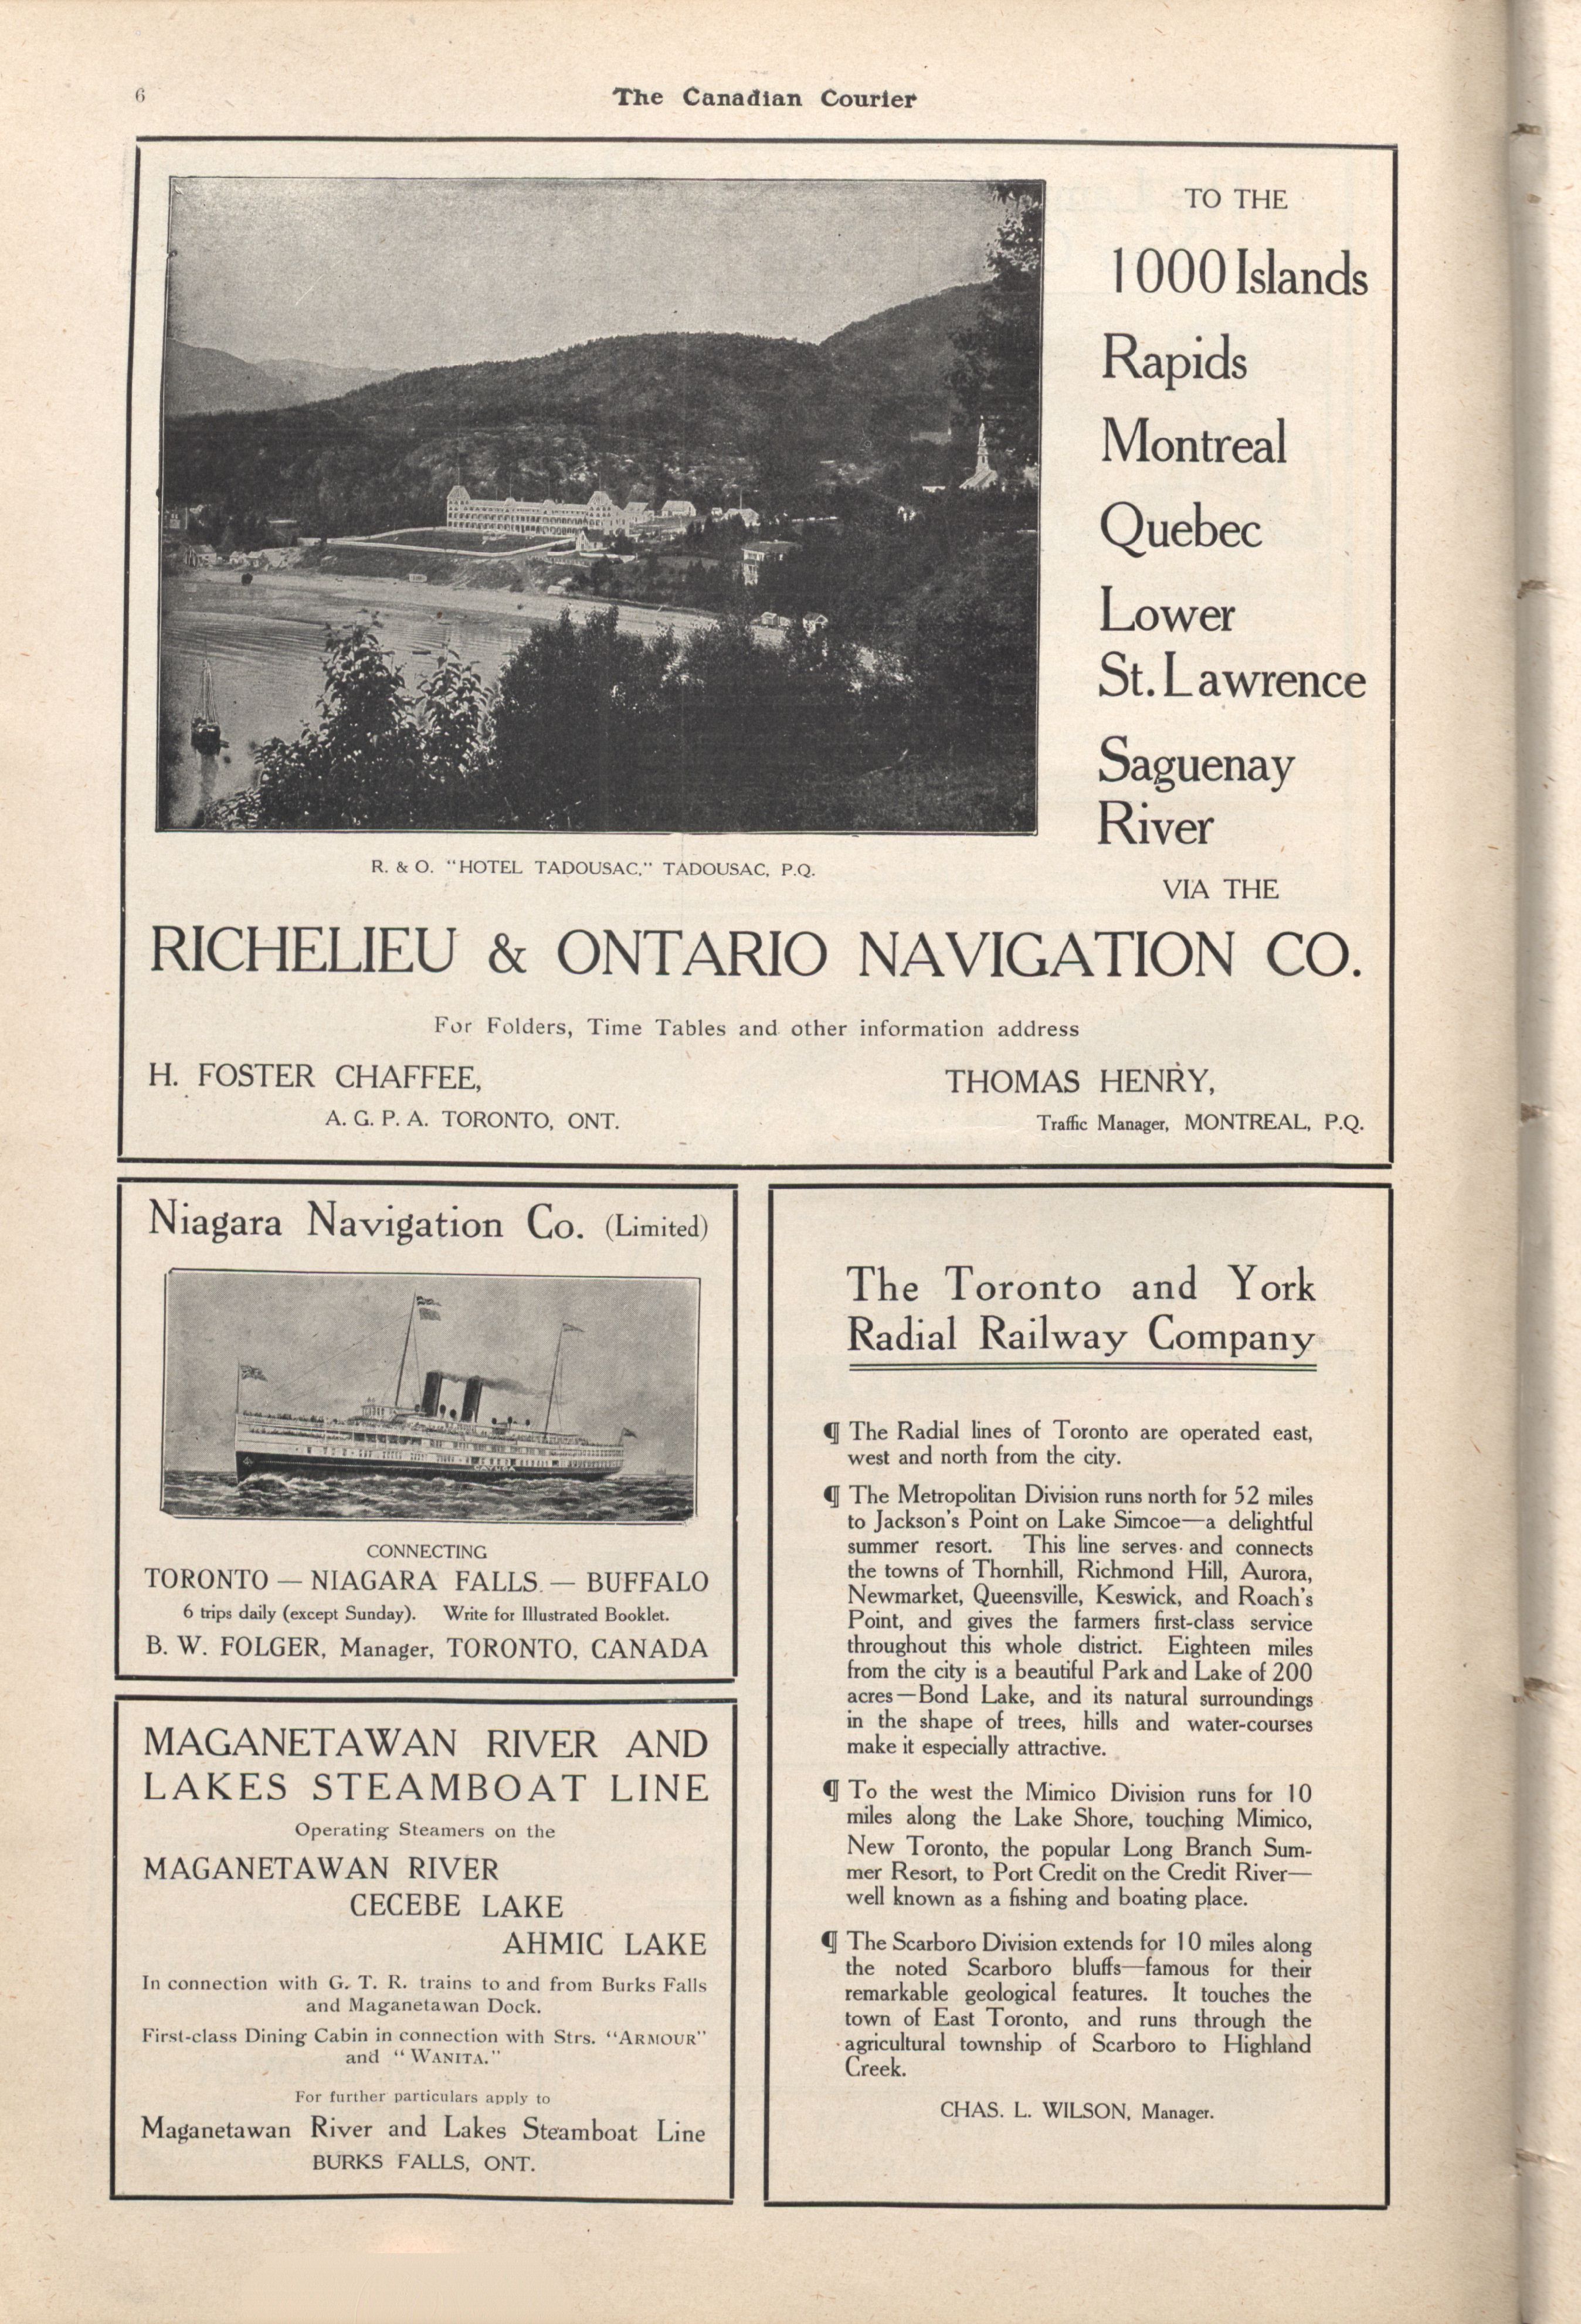 6
The Canadian Courier
TO THE
1000 Islands
Rapids
Montreal
Quebec
Lower
St. Lawrence
Saguenay
River
VIA THE
R. & O. "HOTEL TADOUSAC," TADOUSAC, P.Q.
RICHELIEU & ONTARIO NAVIGATION CO.
For Folders, Time Tables and other information address
H. FOSTER CHAFFEE,
A. G. P. A. TORONTO, ONT.
THOMAS HENRY,
Traffic Manager, MONTREAL, P.Q.
Niagara Navigation Co. (Limited)
CONNECTING
TORONTO — NIAGARA FALLS — BUFFALO
6 trips daily (except Sunday). Write for Illustrated Booklet.
B. W. FOLGER, Manager, TORONTO, CANADA
MAGANETAWAN RIVER AND
LAKES STEAMBOAT LINE
Operating Steamers on the
MAGANETAWAN RIVER
CECEBE LAKE
AHMIC LAKE
In connection with G. T. R. trains to and from Burks Falls
and Maganetawan Dock.
First-class Dining Cabin in connection with Strs. "ARMOUR"
and "WANITA."
For further particulars apply to
Maganetawan River and Lakes Steamboat Line
BURKS FALLS, ONT.
The Toronto and York
Radial Railway Company
¶ The Radial lines of Toronto are operated east,
west and north from the city.
¶ The Metropolitan Division runs north for 52 miles
to Jackson's Point on Lake Simcoe—a delightful
summer resort. This line serves and connects
the towns of Thornhill, Richmond Hill, Aurora,
Newmarket, Queensville, Keswick, and Roach's
Point, and gives the farmers first-class service
throughout this whole district. Eighteen miles
from the city is a beautiful Park and Lake of 200
acres—Bond Lake, and its natural surroundings
in the shape of trees, hills and water-courses
make it especially attractive.
¶ To the west the Mimico Division runs for 10
miles along the Lake Shore, touching Mimico,
New Toronto, the popular Long Branch Sum-
mer Resort, to Port Credit on the Credit River—
well known as a fishing and boating place.
¶ The Scarboro Division extends for 10 miles along
the noted Scarboro bluffs—famous for their
remarkable geological features. It touches the
town of East Toronto, and runs through the
agricultural township of Scarboro to Highland
Creek.
CHAS. L. WILSON, Manager.